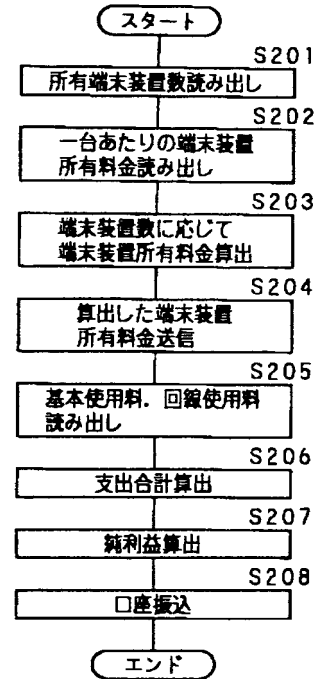 スタート
S201
所有端末装置数読み出し
S202
一台あたりの端末装置
所有料金読み出し
S203
端末装置数に応じて
端末装置所有料金算出
S204
算出した端末装置
所有料金送信
S205
基本使用料．回線使用料
読み出し
S206
支出合計算出
S207
純利益算出
S208
口座振込
エンド